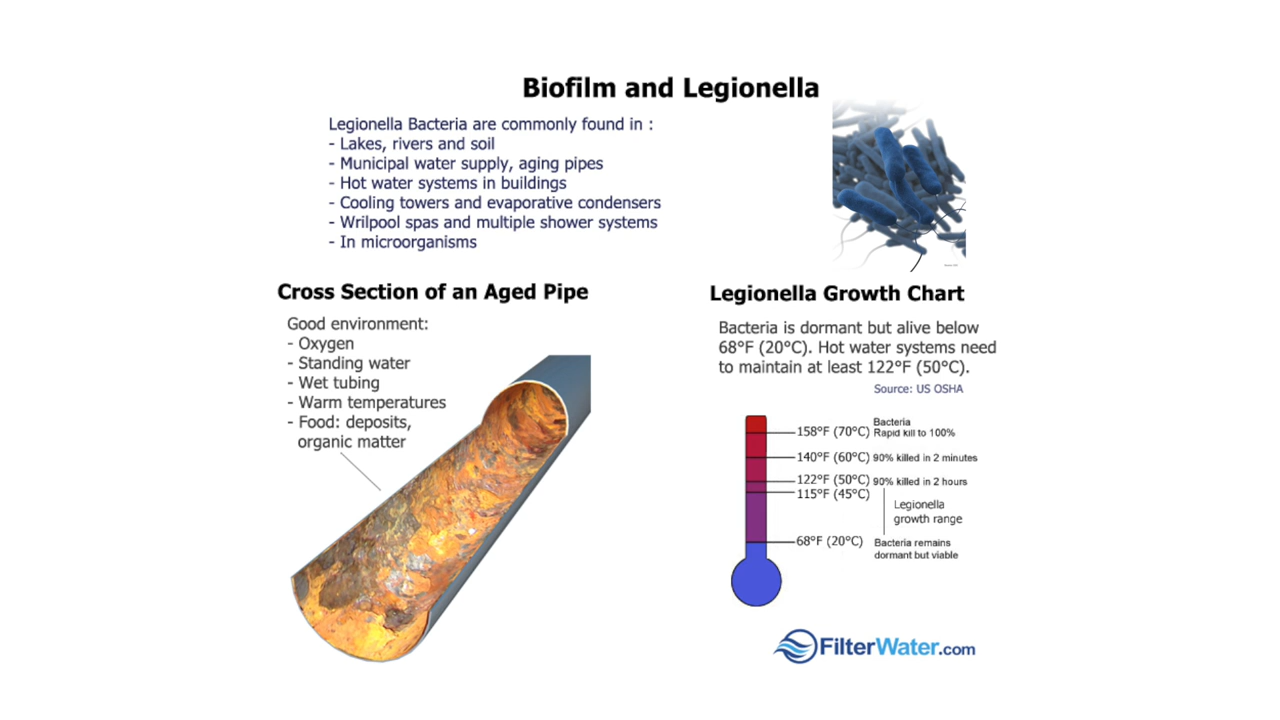 Biofilm and Legionella
Legionella Bacteria are commonly found in :
- Lakes, rivers and soil
- Municipal water supply, aging pipes
- Hot water systems in buildings
- Cooling towers and evaporative condensers
- Wrilpool spas and multiple shower systems
- In microorganisms
Cross Section of an Aged Pipe
Good environment:
- Oxygen
- Standing water
- Wet tubing
- Warm temperatures
- Food: deposits,
organic matter
Legionella Growth Chart
Bacteria is dormant but alive below
68°F (20°C). Hot water systems need
to maintain at least 122°F (50°C).
Source: US OSHA
Bacteria
158°F (70°C) Rapid kill to 100%
140°F (60°C) 90% killed in 2 minutes
122°F (50°C) 90% killed in 2 hours
115°F (45°C)
Legionella
growth range
68°F (20°C) Bacteria remains
dormant but viable
FilterWater.com